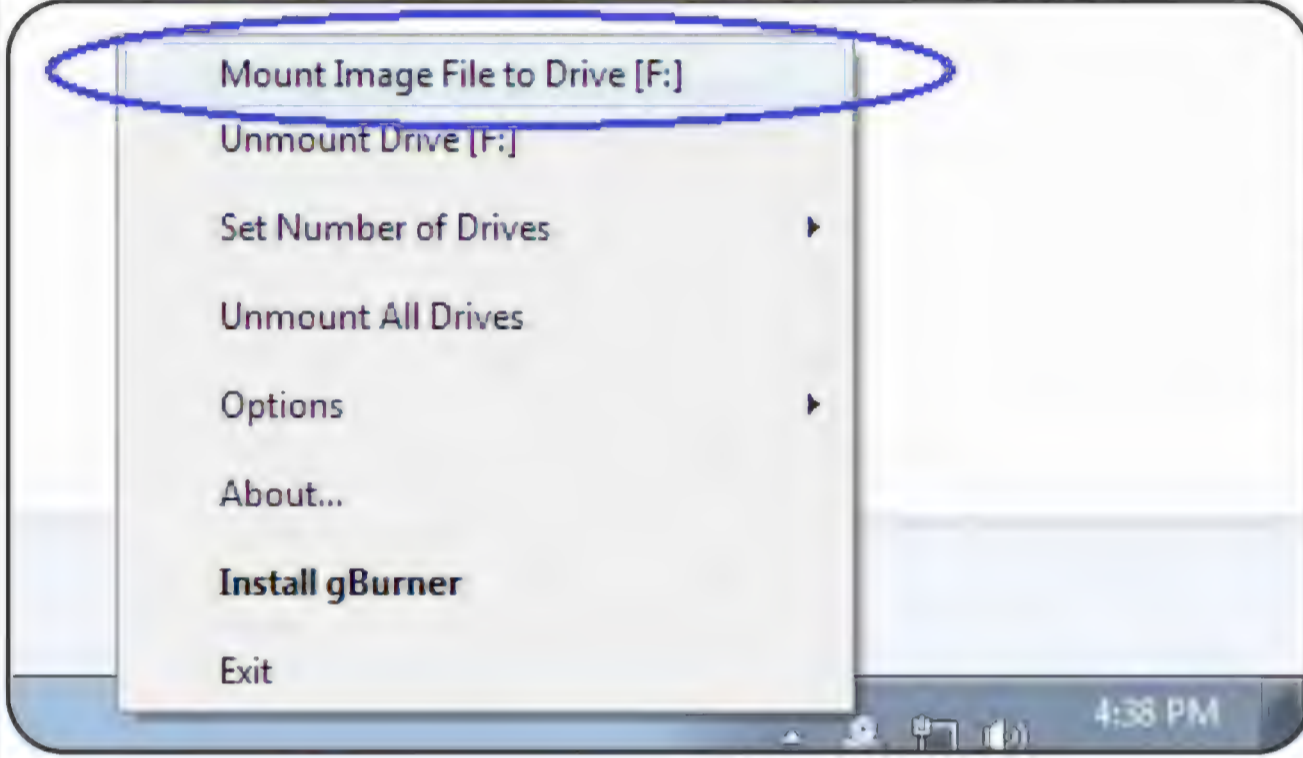 Mount Image File to Drive [F:]
Unmount Drive [F:]
Set Number of Drives
Unmount All Drives
Options
About...
Install gBurner
Exit
4:38 PM